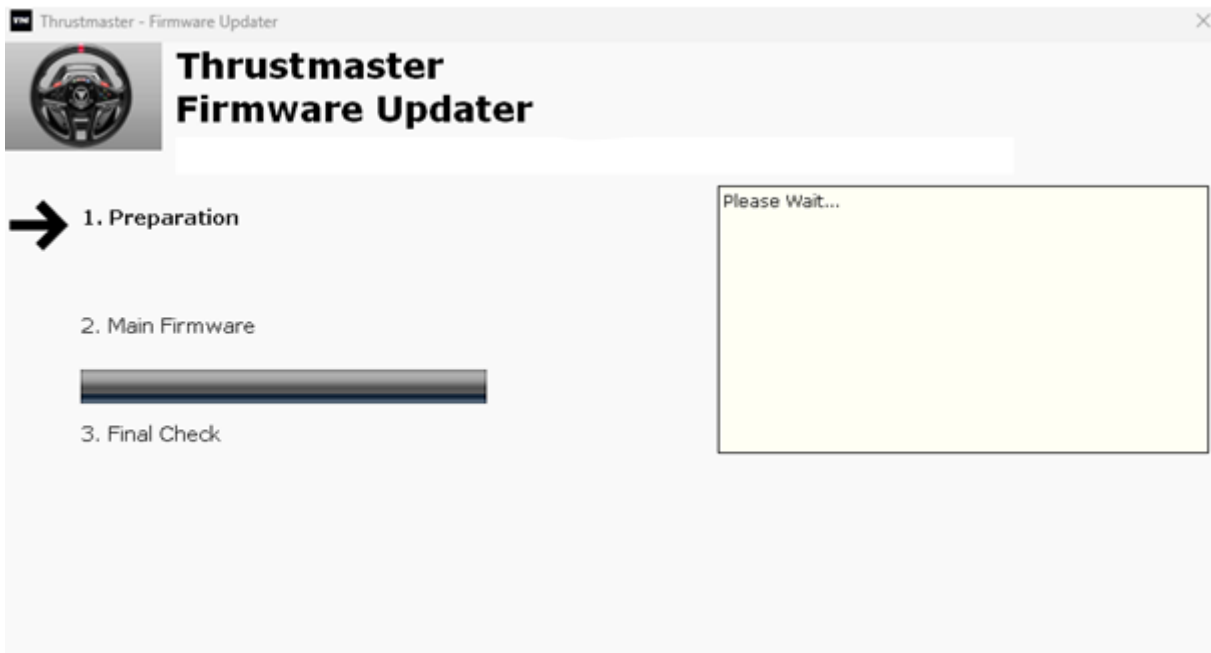 Thrustmaster - Firmware Updater
Thrustmaster
Firmware Updater
1. Preparation
Please Wait...
2. Main Firmware
3. Final Check